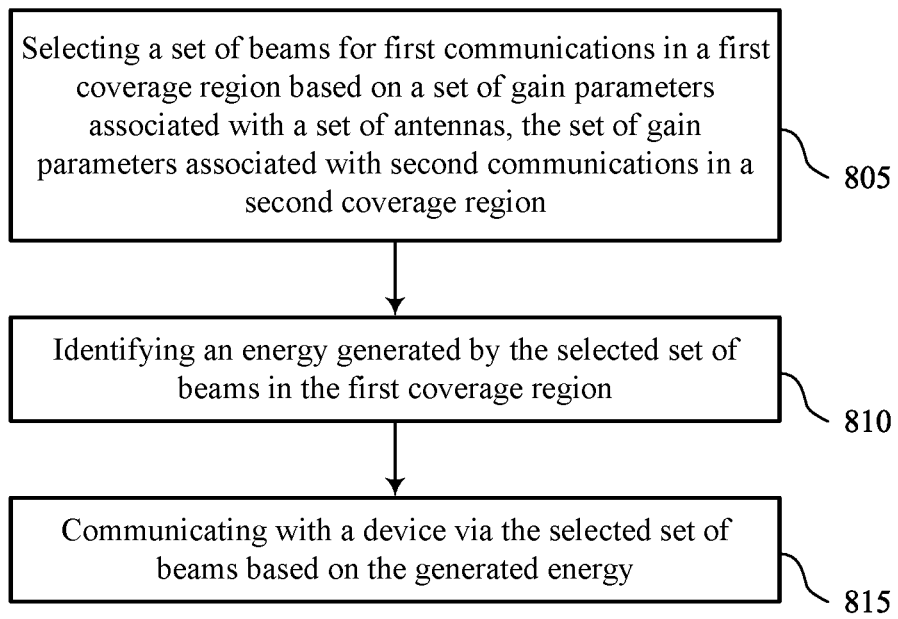 Selecting a set of beams for first communications in a first
coverage region based on a set of gain parameters
associated with a set of antennas, the set of gain
parameters associated with second communications in a
second coverage region
805
Identifying an energy generated by the selected set of
beams in the first coverage region
810
Communicating with a device via the selected set of
beams based on the generated energy
815